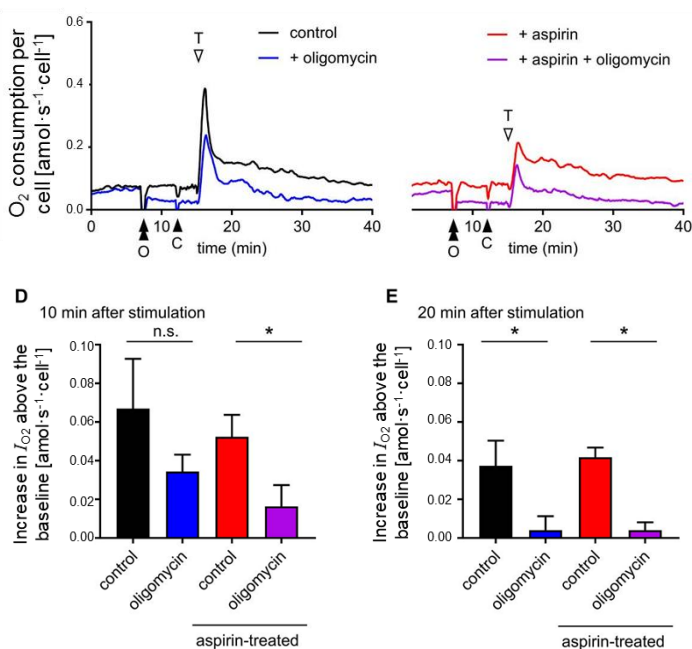 O₂ consumption per
cell [amol·s⁻¹·cell⁻¹]
0.6
0.4
0.2
0.0
T
control
+ oligomycin
0 10 20 30 40
O C time (min)
+ aspirin
+ aspirin + oligomycin
T
10 20 30 40
O C time (min)
D
10 min after stimulation
n.s. *
Increase in I_O2 above the
baseline [amol·s⁻¹·cell⁻¹]
0.10
0.08
0.06
0.04
0.02
0.00
control
oligomycin
control
oligomycin
aspirin-treated
E
20 min after stimulation
* *
Increase in I_O2 above the
baseline [amol·s⁻¹·cell⁻¹]
0.10
0.08
0.06
0.04
0.02
0.00
control
oligomycin
control
oligomycin
aspirin-treated